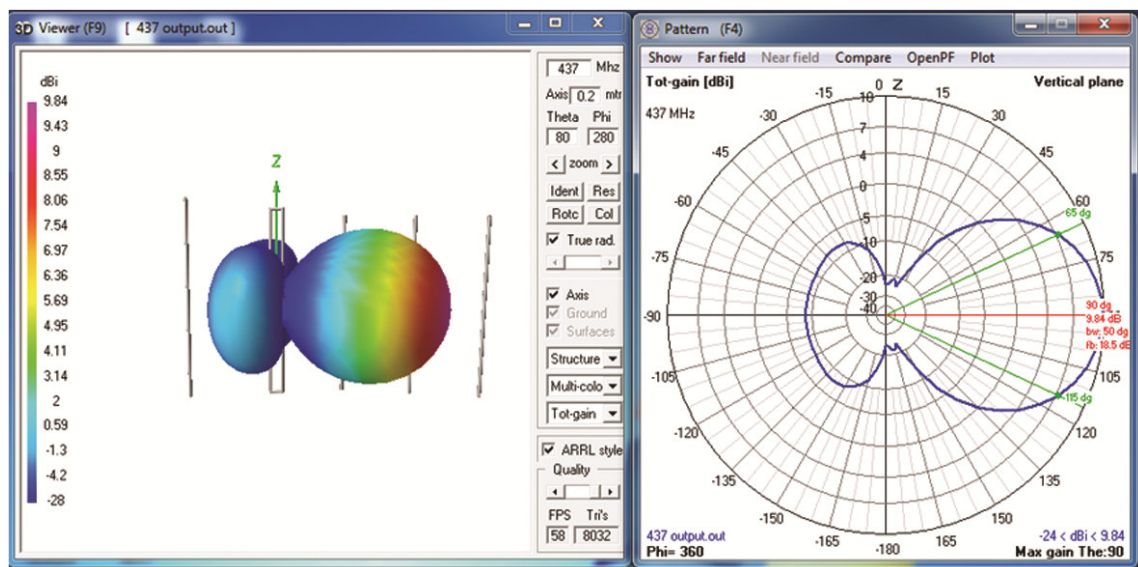 3D Viewer (F9) [ 437 output.out ]
dBi
9.84
9.43
9
8.55
8.06
7.54
6.97
6.36
5.69
4.95
4.11
3.14
2
0.59
-1.3
-4.2
-28
Z
437 Mhz
Axis 0.2 mtr
Theta Phi
80 280
< zoom >
Ident Res
Rotc Col
True rad.
Axis
Ground
Surfaces
Structure
Multi-colo
Tot-gain
ARRL style
Quality
FPS Tri's
58 8032
Pattern (F4)
Show Far field Near field Compare OpenPF Plot
Tot-gain [dBi] Vertical plane
437 MHz
0 Z
-15 15
-30 30
-45 45
-60 60
-75 75
-90
-105 105
-120 120
-135 135
-150 150
-165 165
-180
10
7
4
0
-5
-10
-20
-30
-40
65 dg
90 dg
9.84 dB
bw: 50 dg
fb: 18.5 dB
-115 dg
437 output.out -24 < dBi < 9.84
Phi= 360 Max gain The:90